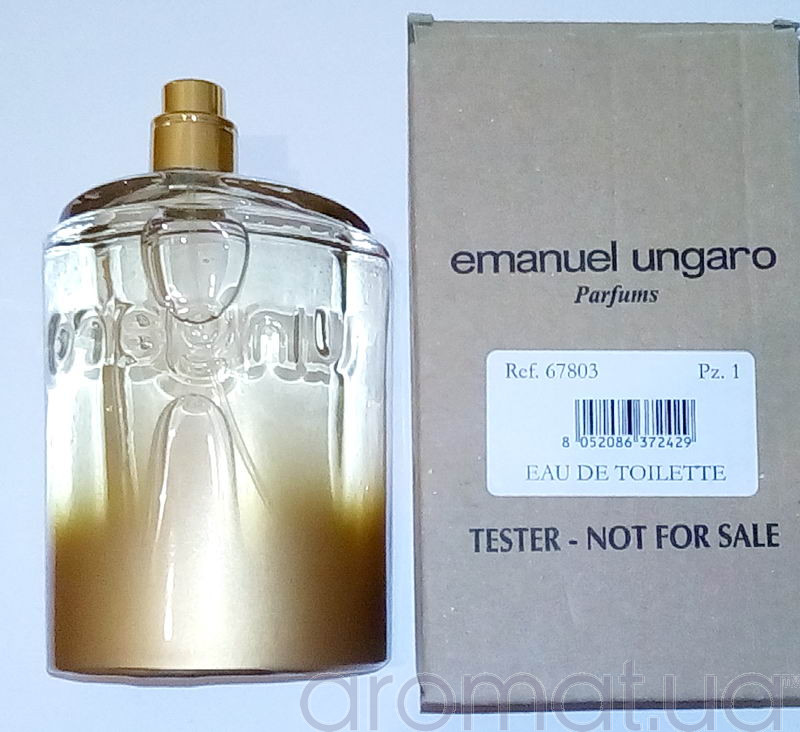 ungaro
emanuel ungaro
Parfums
Ref. 67803 Pz. 1
8 052086 372429
EAU DE TOILETTE
TESTER - NOT FOR SALE
aromat.ua